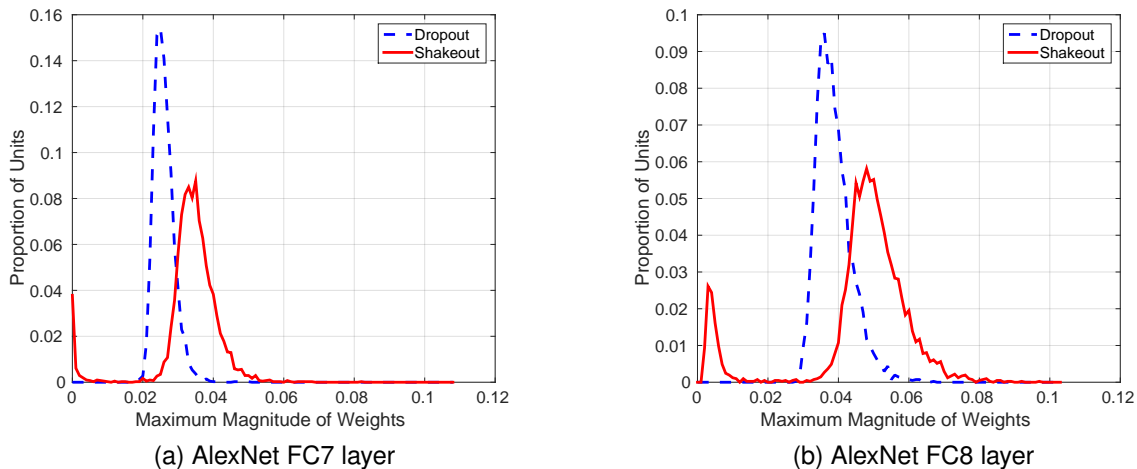 0.16
0.14
0.12
0.1
0.08
0.06
0.04
0.02
0
Proportion of Units
0 0.02 0.04 0.06 0.08 0.1 0.12
Maximum Magnitude of Weights
Dropout
Shakeout
(a) AlexNet FC7 layer
0.1
0.09
0.08
0.07
0.06
0.05
0.04
0.03
0.02
0.01
0
Proportion of Units
0 0.02 0.04 0.06 0.08 0.1 0.12
Maximum Magnitude of Weights
Dropout
Shakeout
(b) AlexNet FC8 layer